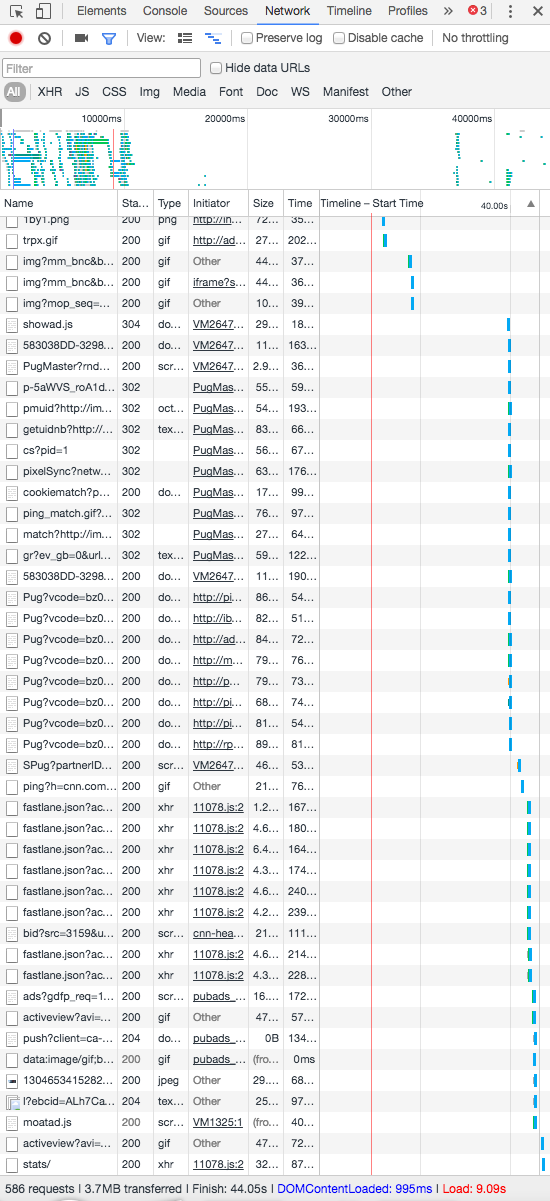 Elements Console Sources Network Timeline Profiles » 3
View: Preserve log Disable cache No throttling
Filter Hide data URLs
All XHR JS CSS Img Media Font Doc WS Manifest Other
10000ms 20000ms 30000ms 40000ms
Name Sta... Type Initiator Size Time Timeline – Start Time 40.00s
1by1.png 200 png http://in... 72... 35...
trpx.gif 200 gif http://ad... 27... 202...
img?mm_bnc&b... 200 gif Other 44... 37...
img?mm_bnc&b... 200 gif iframe?s... 44... 36...
img?mop_seq=... 200 gif Other 10... 39...
showad.js 304 do... VM2647... 29... 18...
583038DD-3298... 200 do... VM2647... 11... 163...
PugMaster?rnd... 200 scr... VM2647... 2.9... 36...
p-5aWVS_roA1d... 302 PugMas... 55... 59...
pmuid?http://im... 302 oct... PugMas... 54... 193...
getuidnb?http://... 302 tex... PugMas... 83... 66...
cs?pid=1 302 PugMas... 56... 67...
pixelSync?netw... 302 PugMas... 63... 176...
cookiematch?p... 200 do... PugMas... 17... 99...
ping_match.gif?... 302 PugMas... 76... 97...
match?http://im... 302 PugMas... 27... 64...
gr?ev_gb=0&url... 302 tex... PugMas... 59... 122...
583038DD-3298... 200 do... VM2647... 11... 190...
Pug?vcode=bz0... 200 do... http://pi... 86... 54...
Pug?vcode=bz0... 200 do... http://ib... 82... 51...
Pug?vcode=bz0... 200 do... http://ad... 84... 72...
Pug?vcode=bz0... 200 do... http://m... 79... 76...
Pug?vcode=bz0... 200 do... http://p... 79... 73...
Pug?vcode=bz0... 200 do... http://pi... 68... 74...
Pug?vcode=bz0... 200 do... http://pi... 81... 54...
Pug?vcode=bz0... 200 do... http://rp... 89... 81...
SPug?partnerID... 200 scr... VM2647... 46... 53...
ping?h=cnn.com... 200 gif Other 21... 76...
fastlane.json?ac... 200 xhr 11078.js:2 1.2... 167...
fastlane.json?ac... 200 xhr 11078.js:2 4.6... 180...
fastlane.json?ac... 200 xhr 11078.js:2 6.4... 164...
fastlane.json?ac... 200 xhr 11078.js:2 4.3... 174...
fastlane.json?ac... 200 xhr 11078.js:2 4.6... 240...
fastlane.json?ac... 200 xhr 11078.js:2 4.2... 239...
bid?src=3159&u... 200 scr... cnn-hea... 21... 111...
fastlane.json?ac... 200 xhr 11078.js:2 4.6... 214...
fastlane.json?ac... 200 xhr 11078.js:2 4.3... 228...
ads?gdfp_req=1... 200 scr... pubads_... 16.... 172...
activeview?avi=... 200 gif Other 47... 57...
push?client=ca-... 204 do... pubads_... 0B 134...
data:image/gif;b... 200 gif pubads_... (fro... 0ms
1304653415282... 200 jpeg Other 29.... 68...
l?ebcid=ALh7Ca... 204 tex... Other 25... 97...
moatad.js 200 scr... VM1325:1 (fro... 40...
activeview?avi=... 200 gif Other 47... 72...
stats/ 200 xhr 11078.js:2 32... 87...
586 requests | 3.7MB transferred | Finish: 44.05s | DOMContentLoaded: 995ms | Load: 9.09s